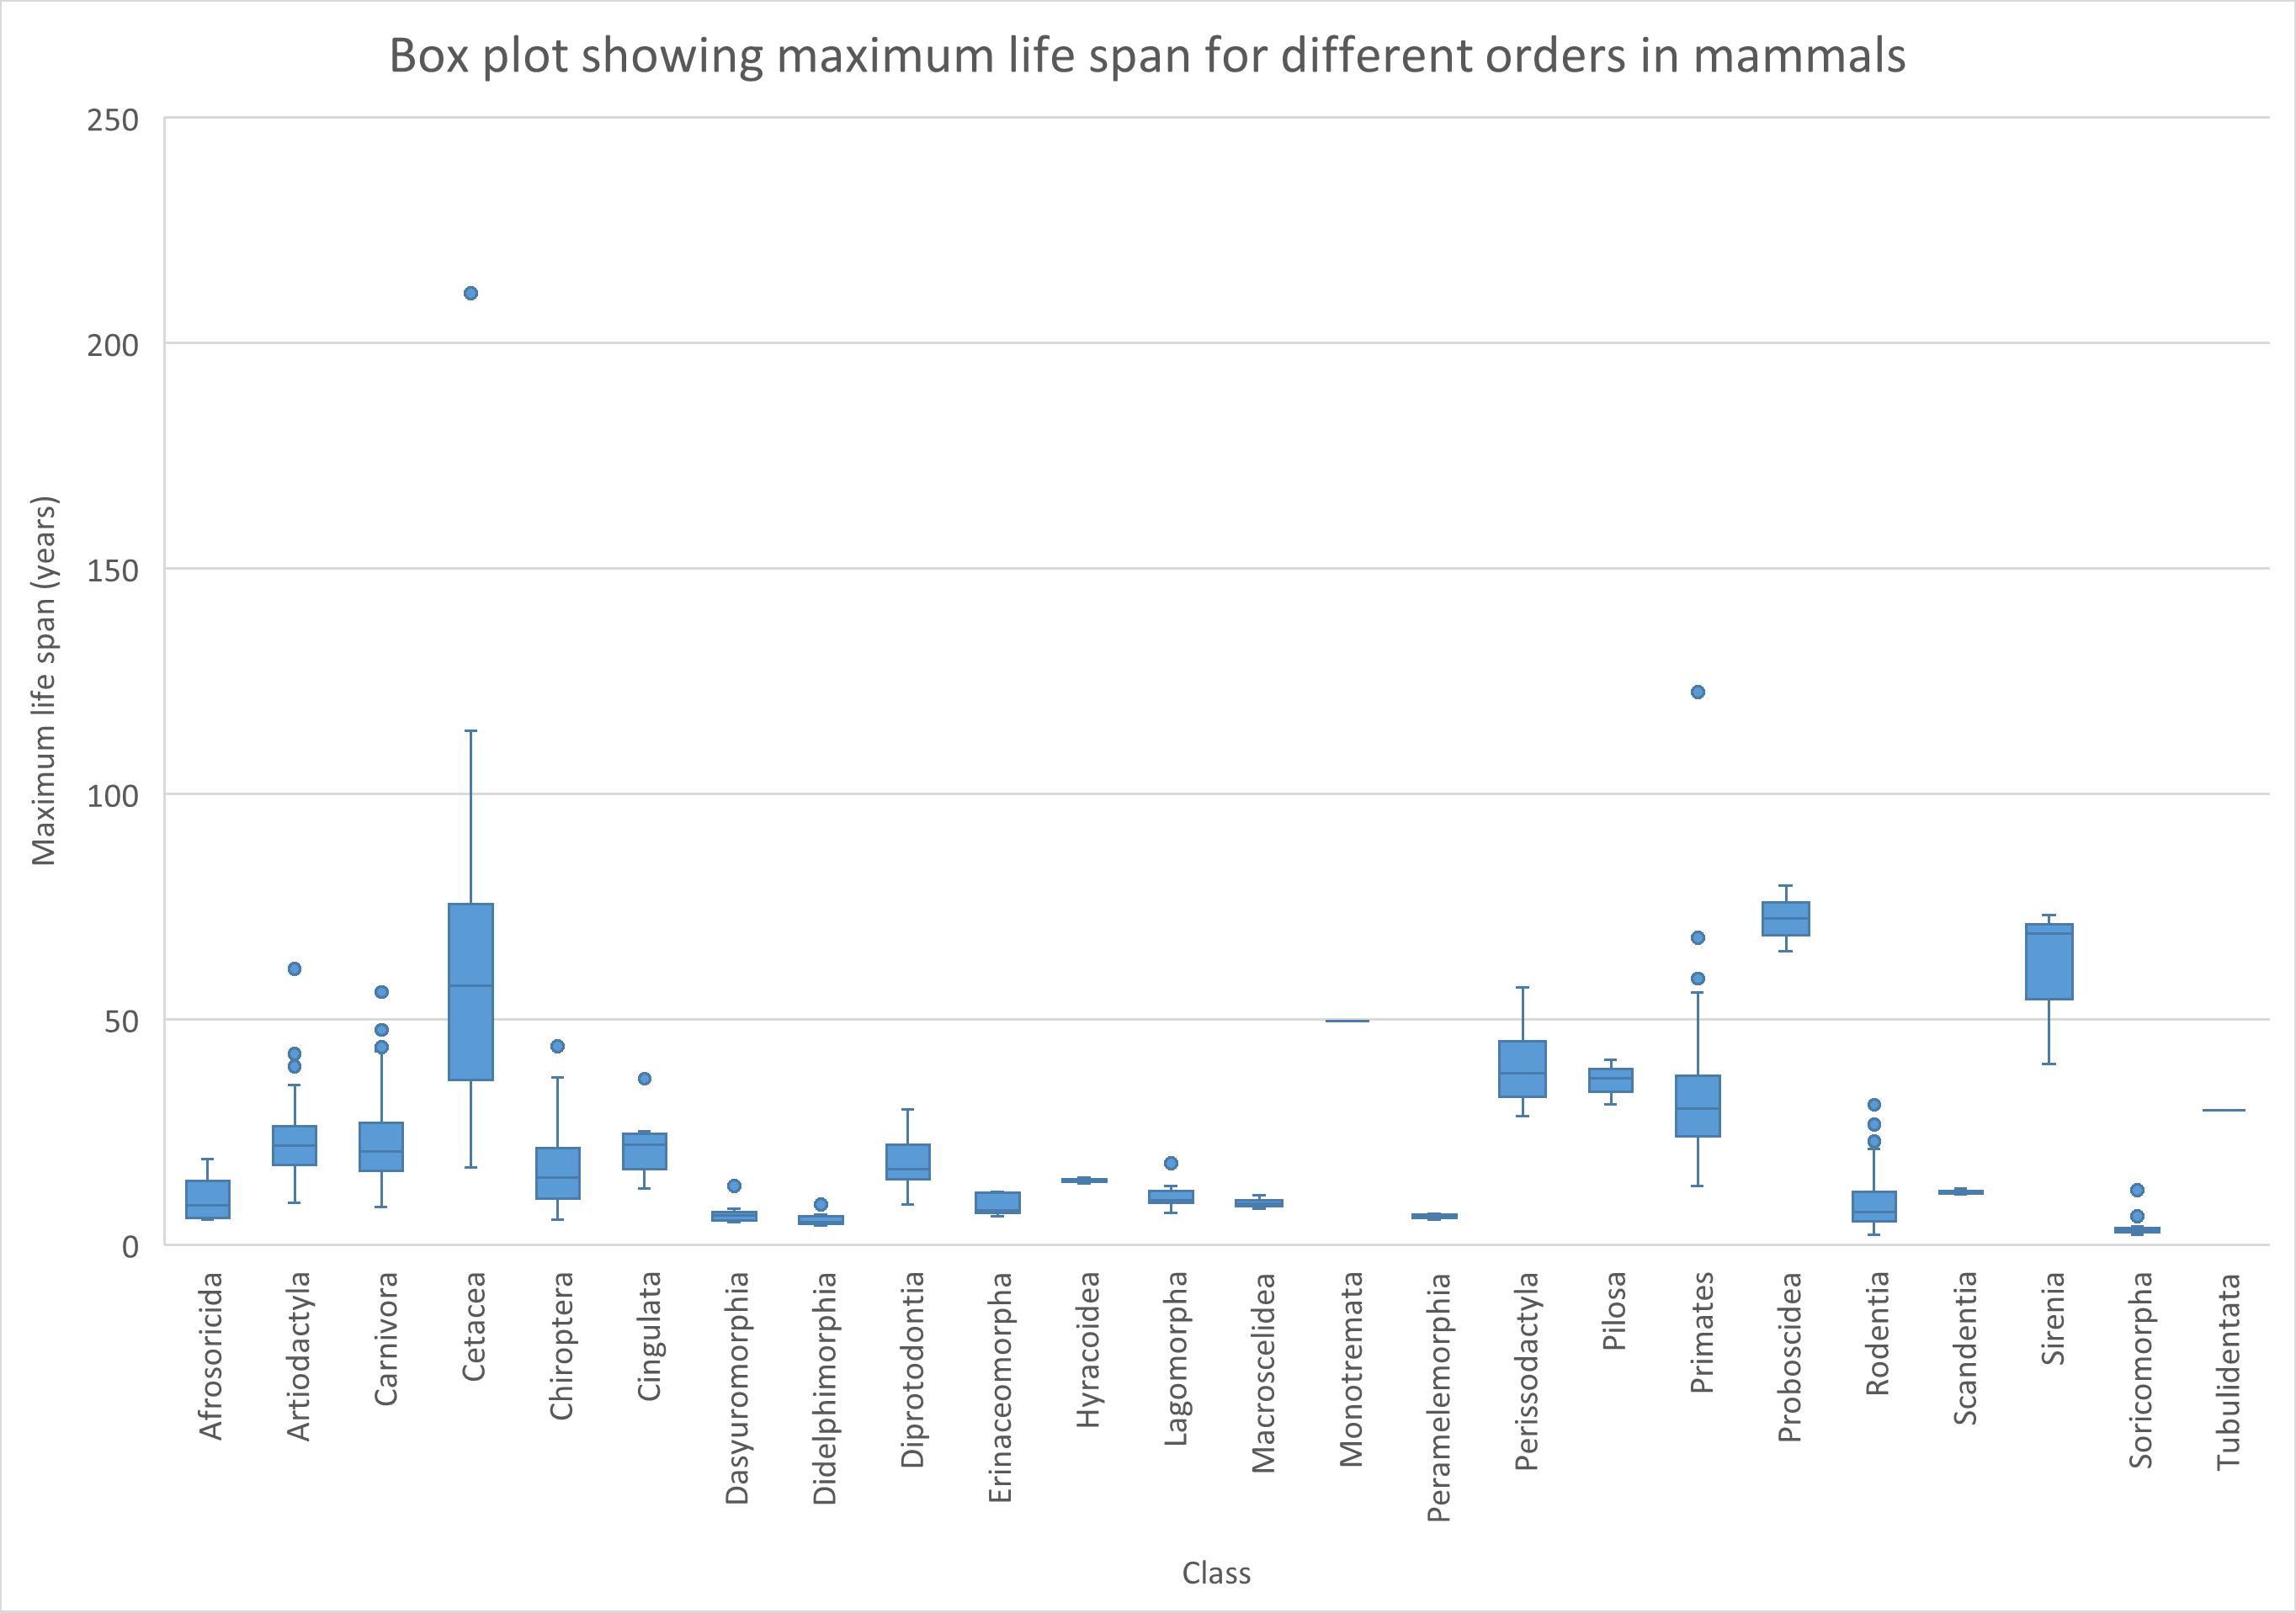 Box plot showing maximum life span for different orders in mammals
250
200
150
100
50
0
Maximum life span (years)
Afrosoricida
Artiodactyla
Carnivora
Cetacea
Chiroptera
Cingulata
Dasyuromorphia
Didelphimorphia
Diprotodontia
Erinaceomorpha
Hyracoidea
Lagomorpha
Macroscelidea
Monotremata
Peramelemorphia
Perissodactyla
Pilosa
Primates
Proboscidea
Rodentia
Scandentia
Sirenia
Soricomorpha
Tubulidentata
Class